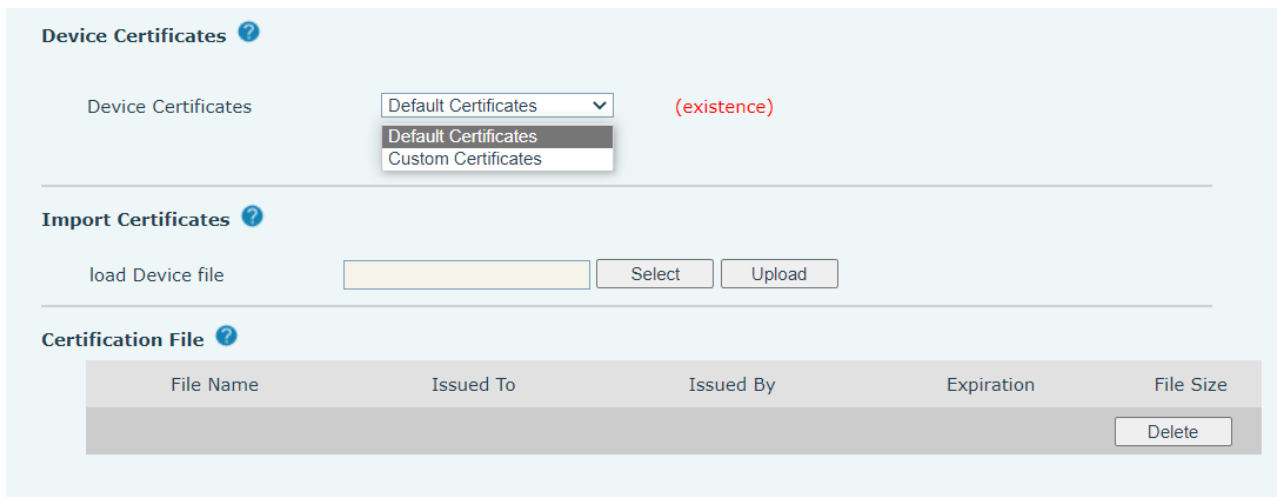 Device Certificates ?
Device Certificates Default Certificates (existence)
Default Certificates
Custom Certificates
Import Certificates ?
load Device file Select Upload
Certification File ?
File Name Issued To Issued By Expiration File Size
Delete